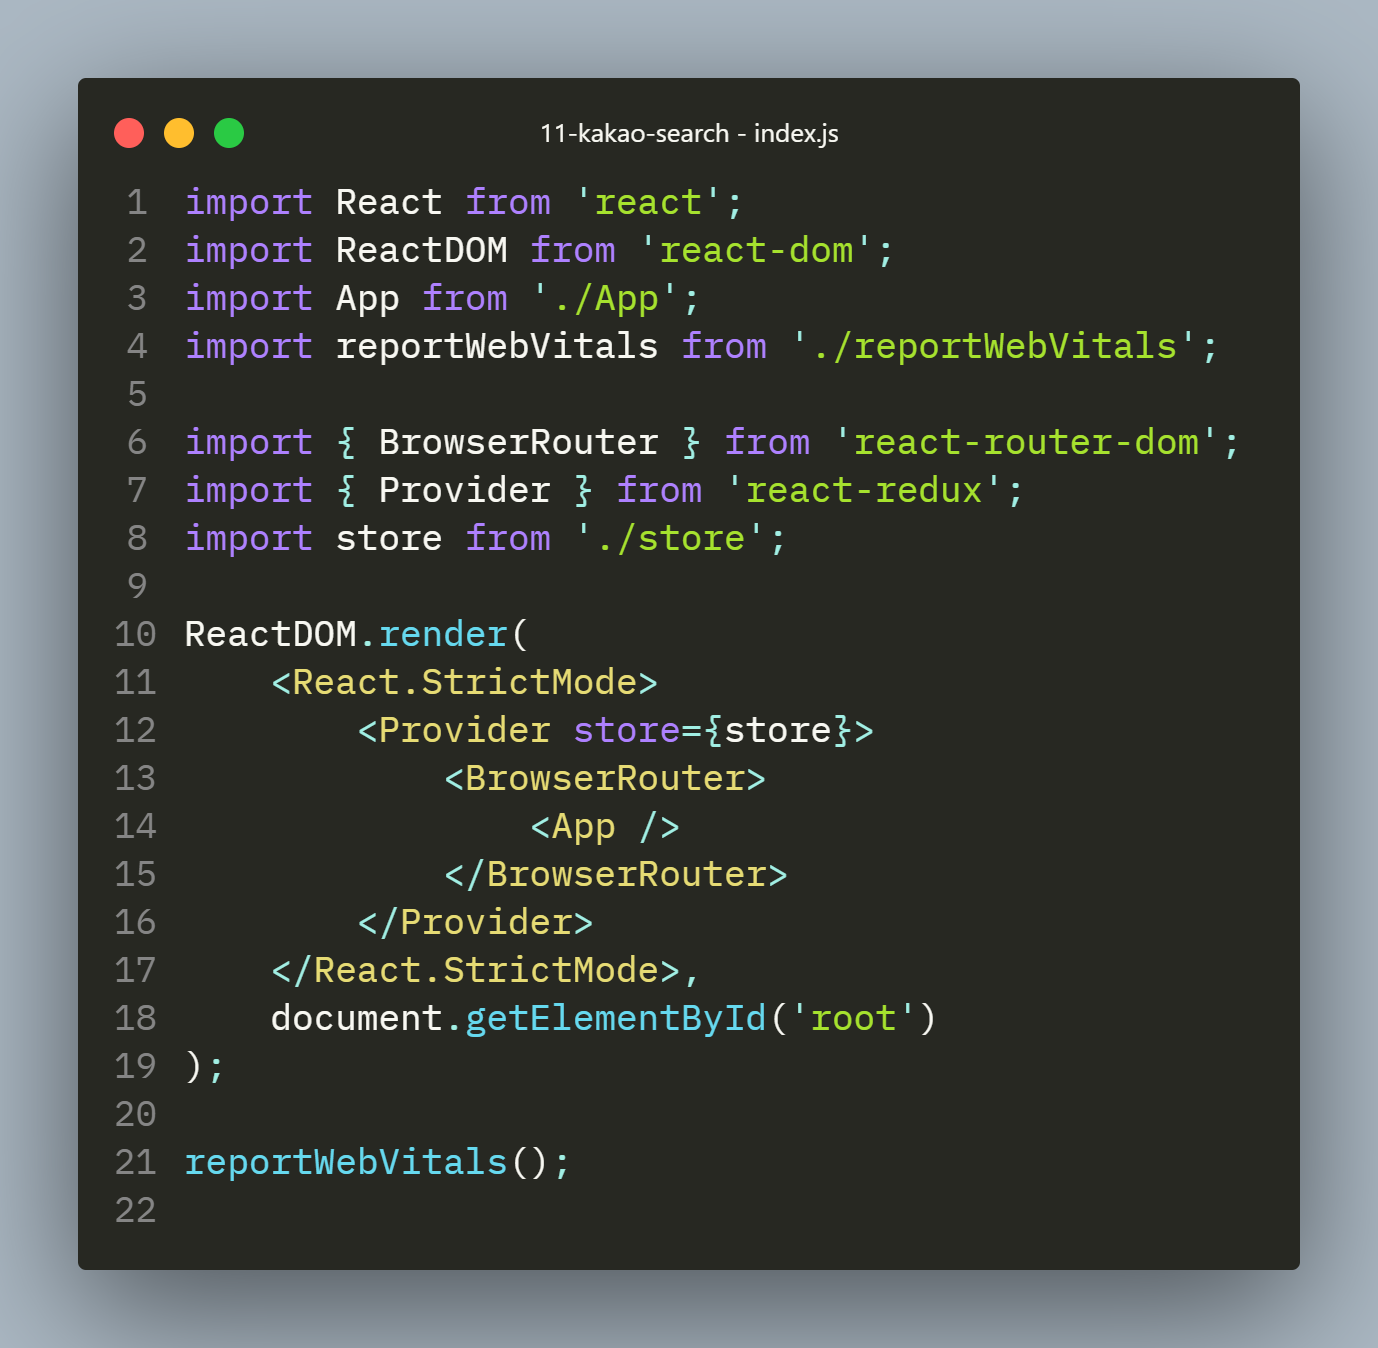 11-kakao-search - index.js
1 import React from 'react';
2 import ReactDOM from 'react-dom';
3 import App from './App';
4 import reportWebVitals from './reportWebVitals';
5
6 import { BrowserRouter } from 'react-router-dom';
7 import { Provider } from 'react-redux';
8 import store from './store';
9
10 ReactDOM.render(
11     <React.StrictMode>
12         <Provider store={store}>
13             <BrowserRouter>
14                 <App />
15             </BrowserRouter>
16         </Provider>
17     </React.StrictMode>,
18     document.getElementById('root')
19 );
20
21 reportWebVitals();
22